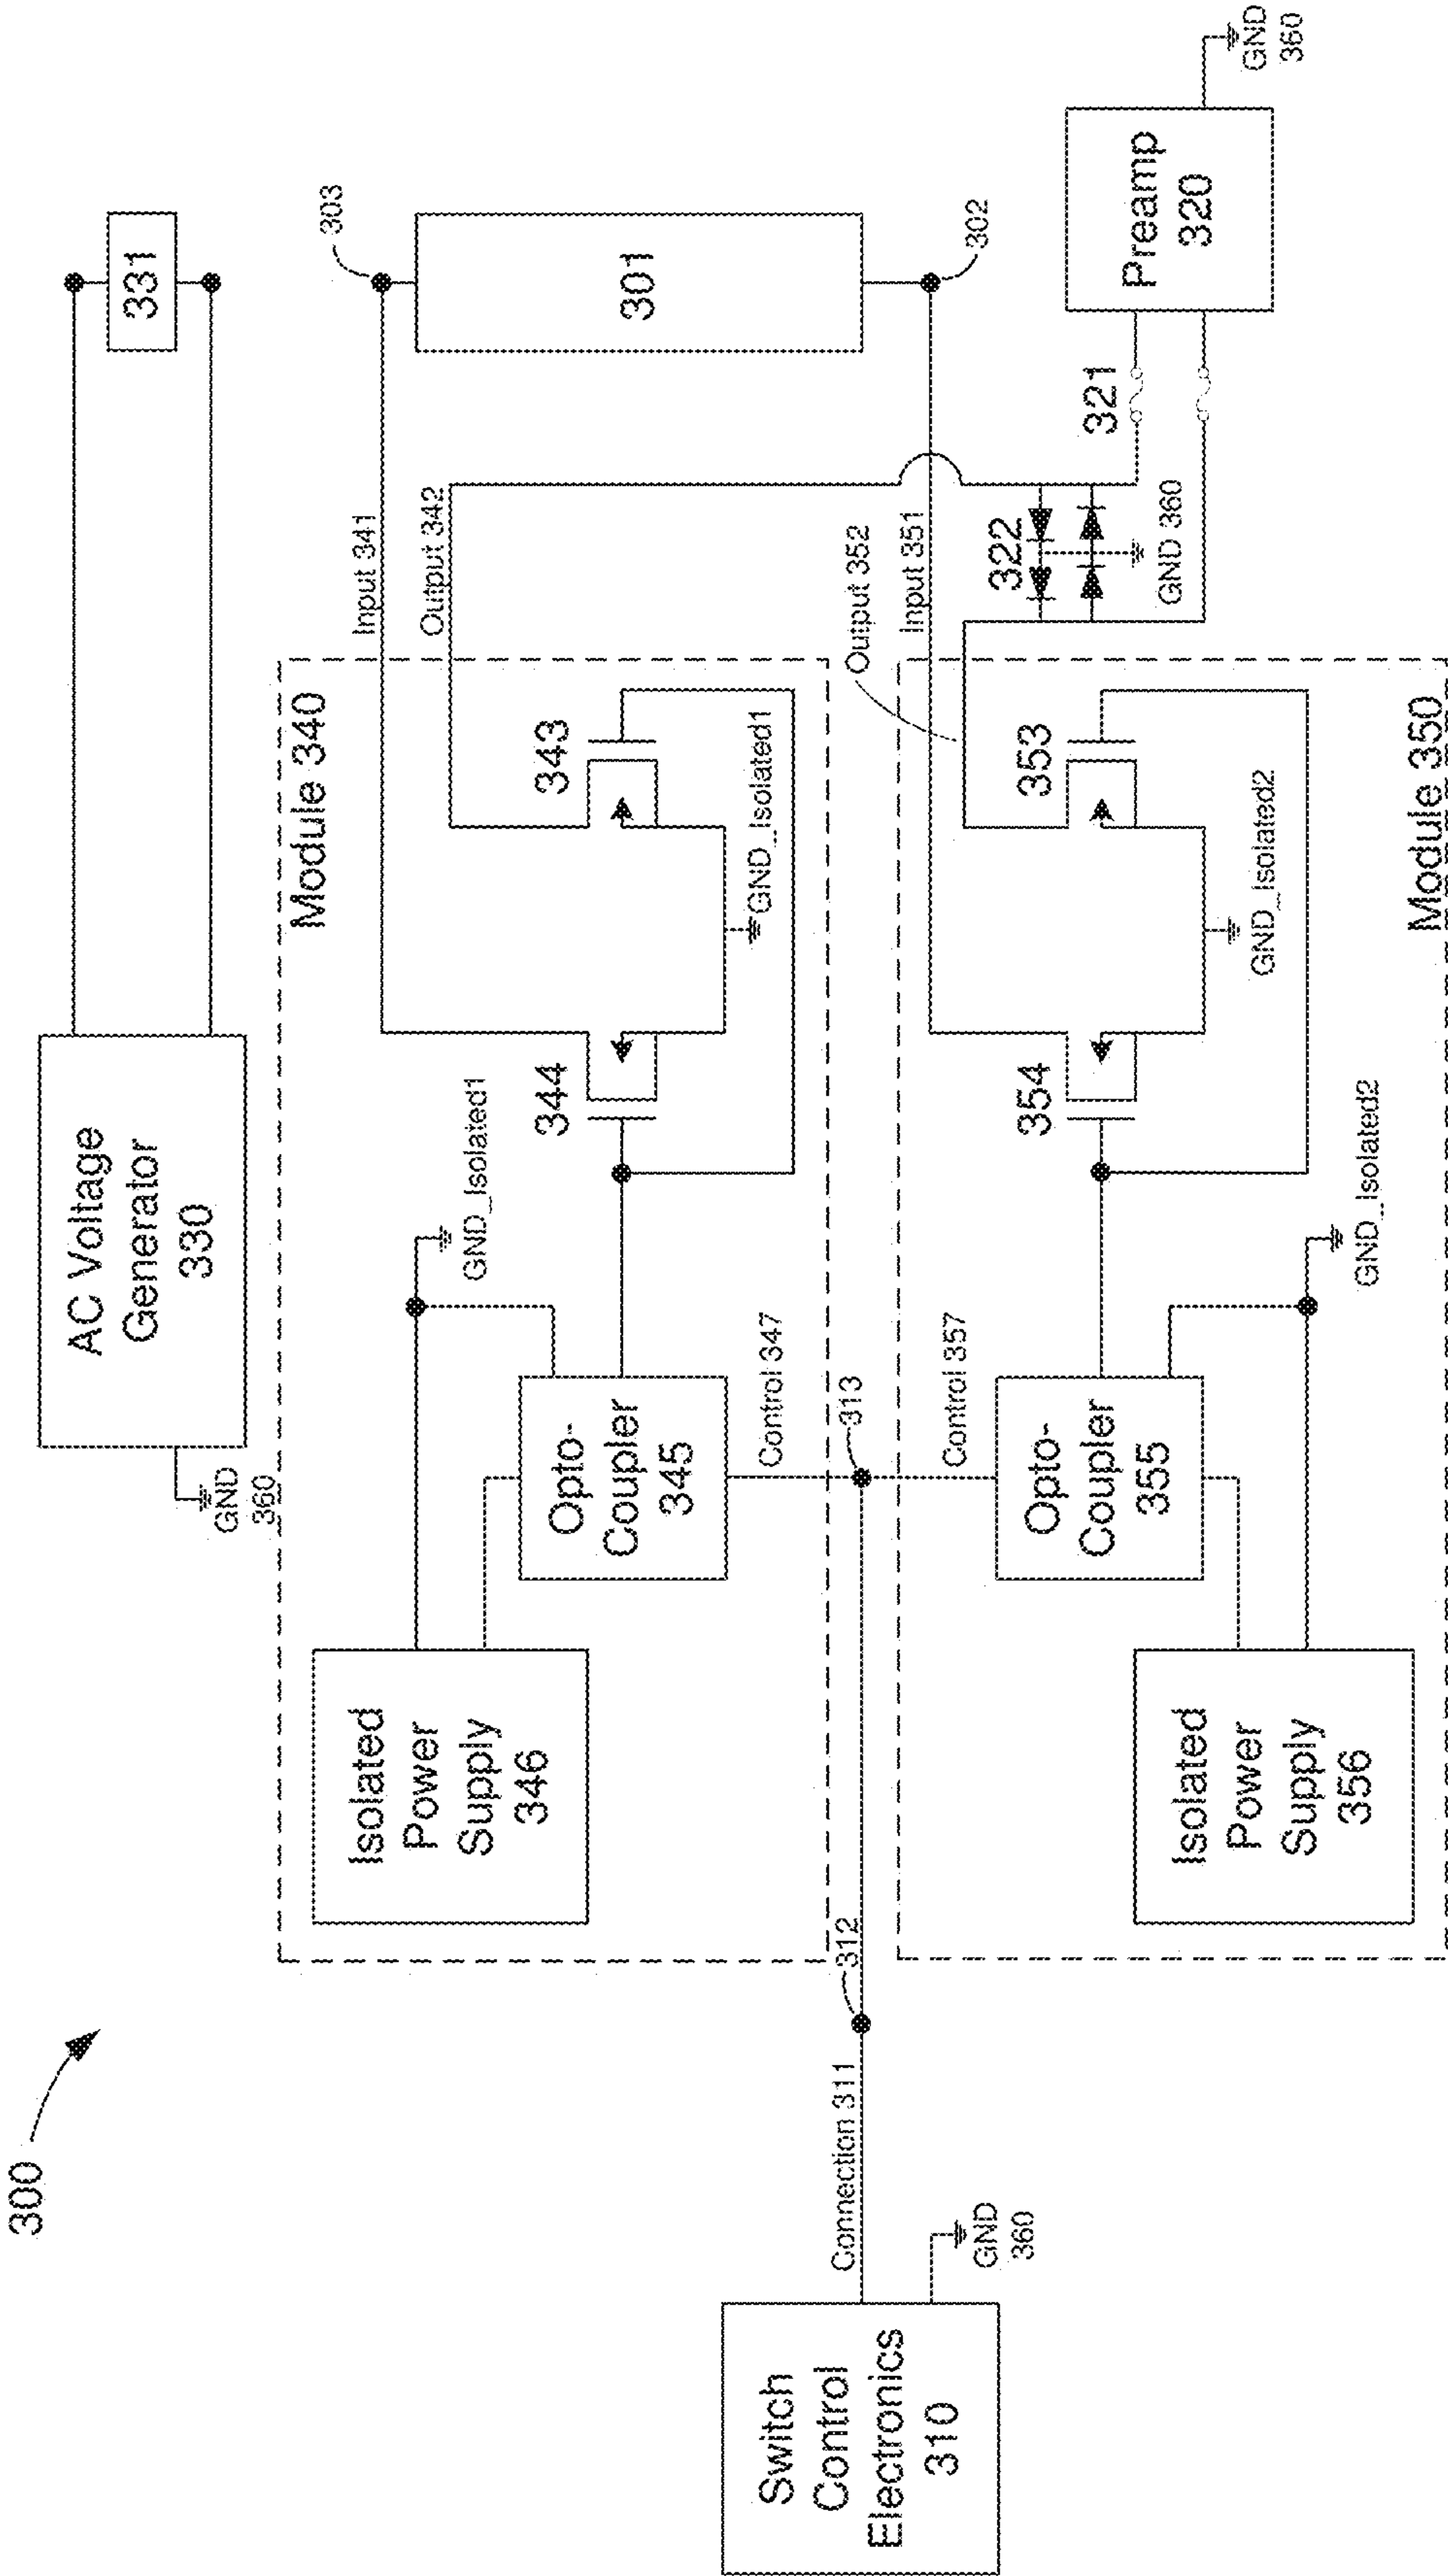 300
AC Voltage
Generator
330
GND
360
331
Module 340
Isolated
Power
Supply
346
GND_Isolated1
Opto-
Coupler
345
Control 347
344
343
GND_Isolated1
Input 341
Output 342
303
301
302
Switch
Control
Electronics
310
GND
360
Connection 311
312
313
Control 357
Opto-
Coupler
355
Isolated
Power
Supply
356
GND_Isolated2
354
353
GND_Isolated2
Output 352
Input 351
Module 350
322
GND 360
321
Preamp
320
GND
360